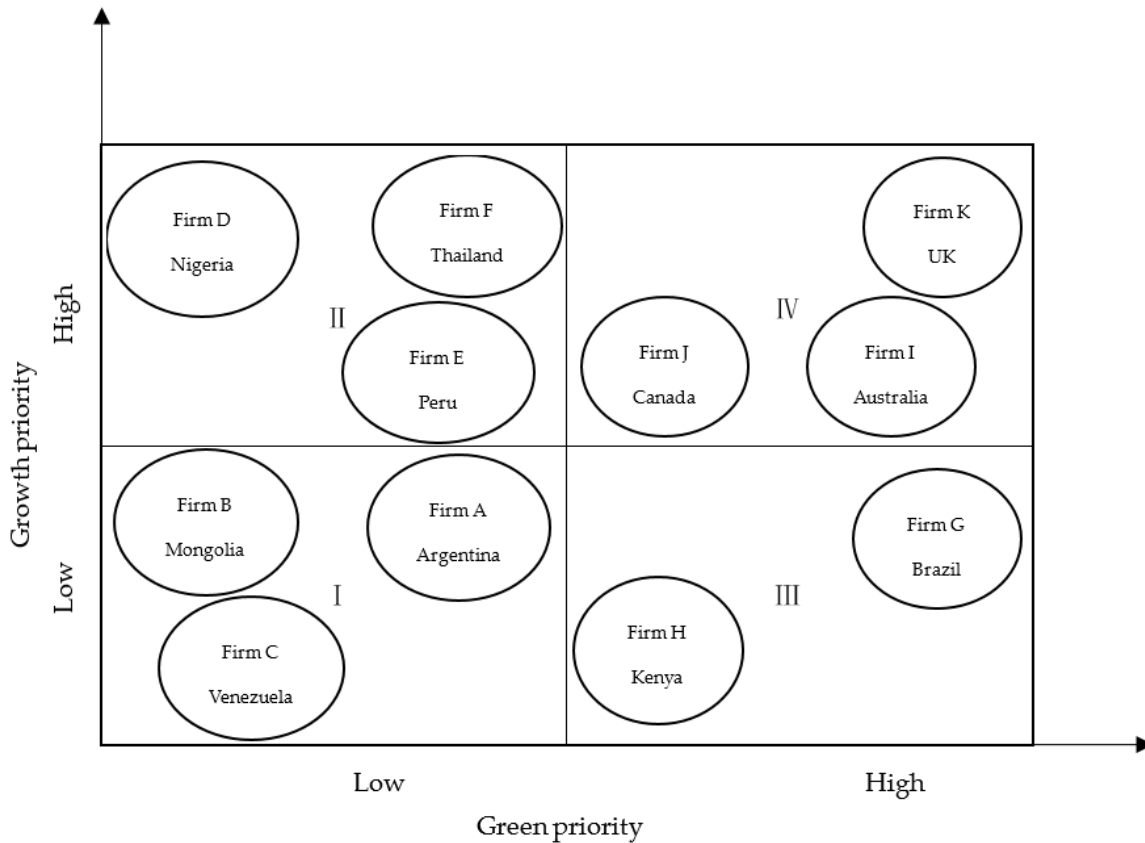 Firm D
Nigeria
Firm F
Thailand
Firm K
UK
High
II
IV
Firm E
Peru
Firm J
Canada
Firm I
Australia
Growth priority
Firm B
Mongolia
Firm A
Argentina
Firm G
Brazil
Low
I
III
Firm C
Venezuela
Firm H
Kenya
Low
High
Green priority